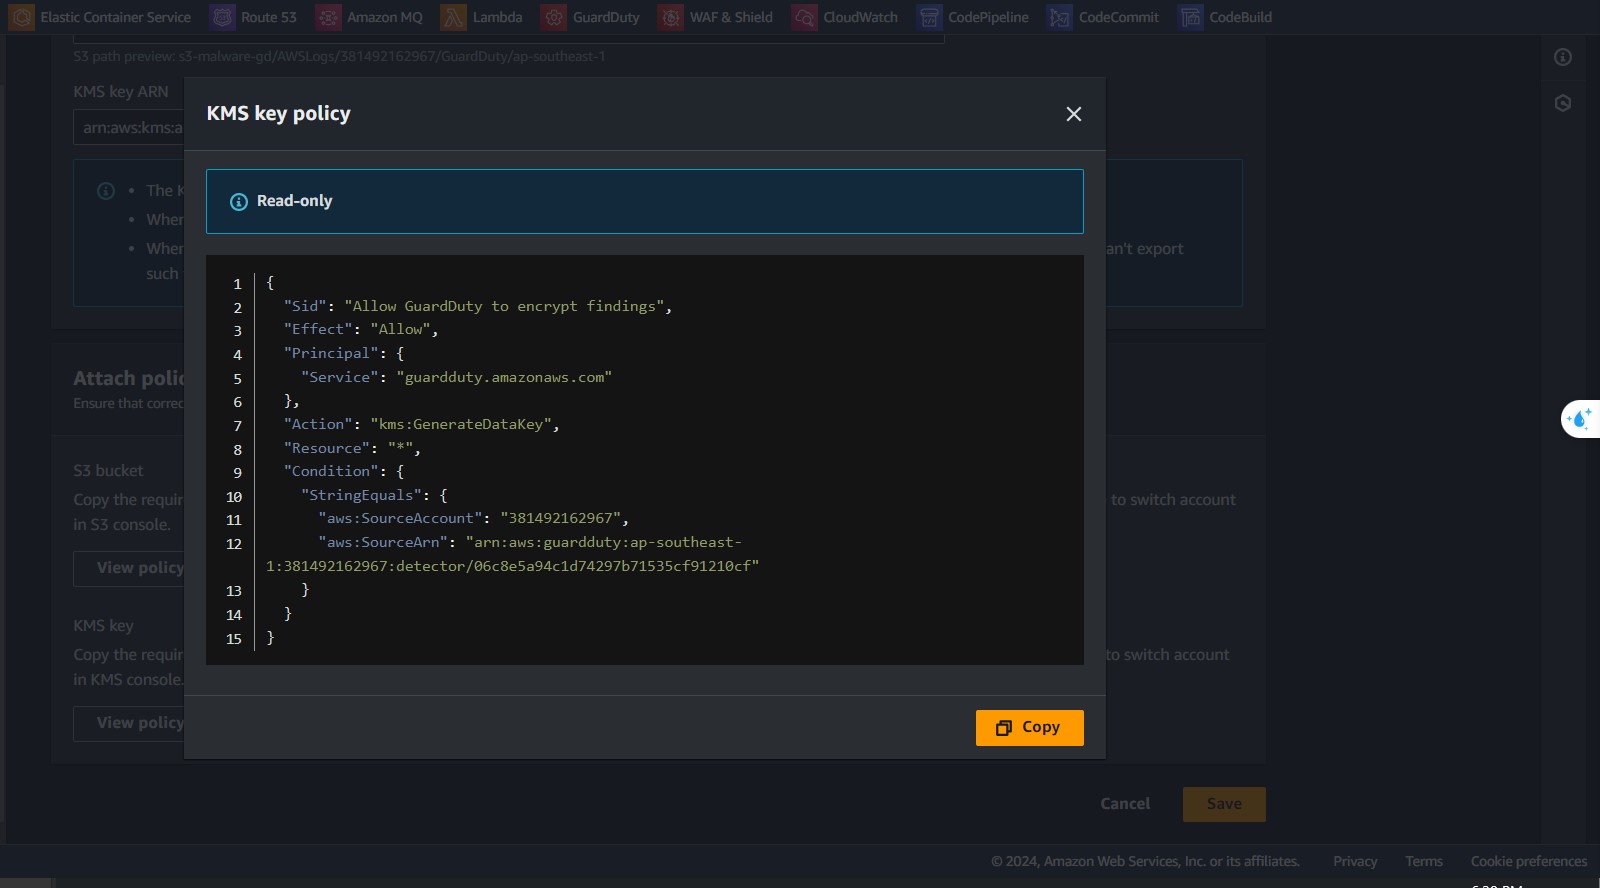 Elastic Container Service Route 53 Amazon MQ Lambda GuardDuty WAF & Shield CloudWatch CodePipeline CodeCommit CodeBuild
S3 path preview: s3-malware-gd/AWSLogs/381492162967/GuardDuty/ap-southeast-1
KMS key ARN
arn:aws:kms:a
KMS key policy
Read-only
The K
When
When
an't export
such
1 {
2 "Sid": "Allow GuardDuty to encrypt findings",
3 "Effect": "Allow",
4 "Principal": {
5 "Service": "guardduty.amazonaws.com"
6 },
7 "Action": "kms:GenerateDataKey",
8 "Resource": "*",
9 "Condition": {
10 "StringEquals": {
11 "aws:SourceAccount": "381492162967",
12 "aws:SourceArn": "arn:aws:guardduty:ap-southeast-
1:381492162967:detector/06c8e5a94c1d74297b71535cf91210cf"
13 }
14 }
15 }
Attach polic
Ensure that correc
S3 bucket
Copy the requir
to switch account
in S3 console.
View policy
KMS key
Copy the requir
to switch account
in KMS console.
View policy
Copy
Cancel Save
© 2024, Amazon Web Services, Inc. or its affiliates. Privacy Terms Cookie preferences